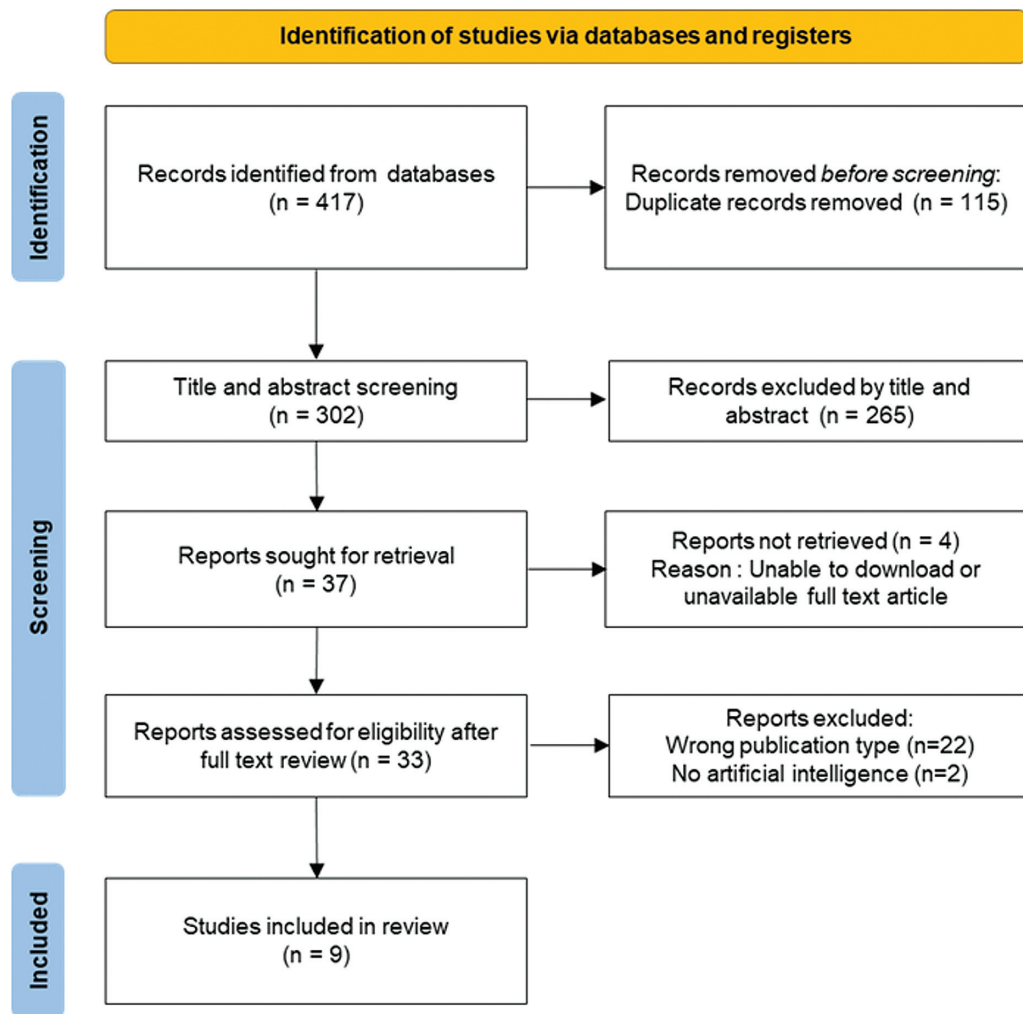 Identification of studies via databases and registers
Identification
Records identified from databases
(n = 417)
Records removed before screening:
Duplicate records removed (n = 115)
Screening
Title and abstract screening
(n = 302)
Records excluded by title and
abstract (n = 265)
Reports sought for retrieval
(n = 37)
Reports not retrieved (n = 4)
Reason : Unable to download or
unavailable full text article
Reports assessed for eligibility after
full text review (n = 33)
Reports excluded:
Wrong publication type (n=22)
No artificial intelligence (n=2)
Included
Studies included in review
(n = 9)